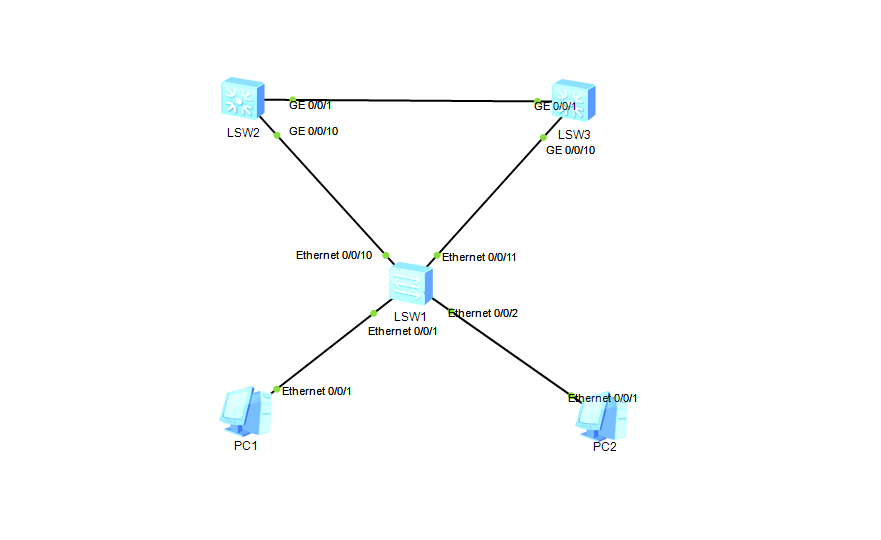 GE 0/0/1
GE 0/0/1
LSW2
GE 0/0/10
LSW3
GE 0/0/10
Ethernet 0/0/10
Ethernet 0/0/11
LSW1
Ethernet 0/0/2
Ethernet 0/0/1
Ethernet 0/0/1
Ethernet 0/0/1
PC1
PC2